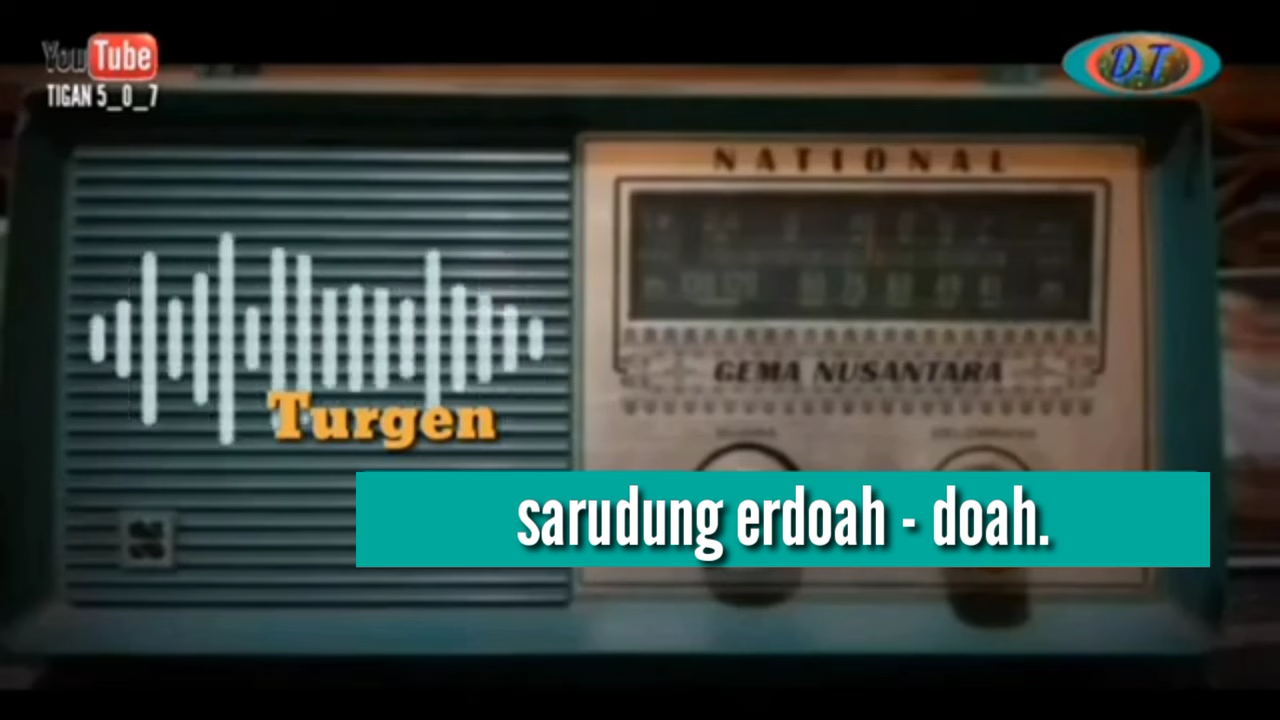 YouTube
TIGAN 5_0_7
D.T
NATIONAL
GEMA NUSANTARA
Turgen
sarudung erdoah - doah.